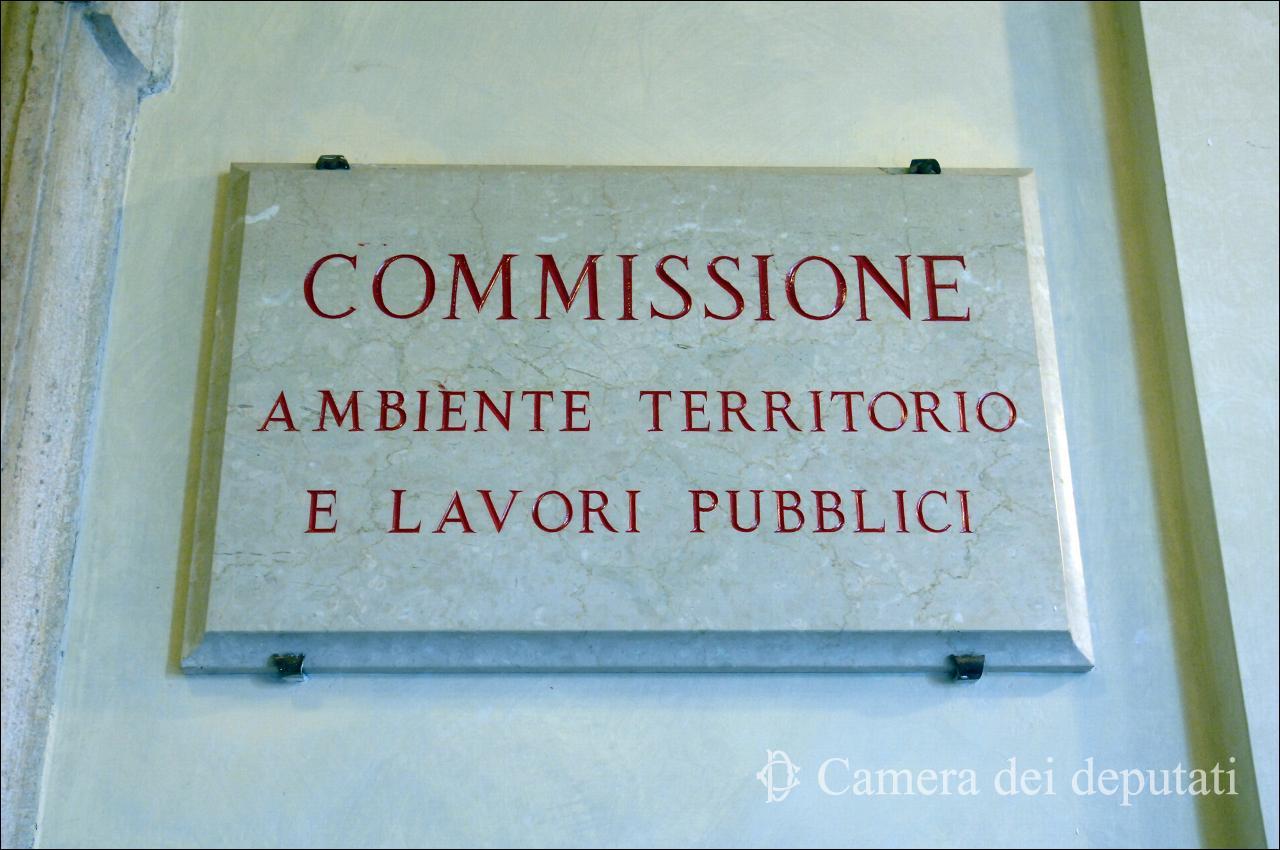 COMMISSIONE
AMBIENTE TERRITORIO
E LAVORI PUBBLICI
Camera dei deputati